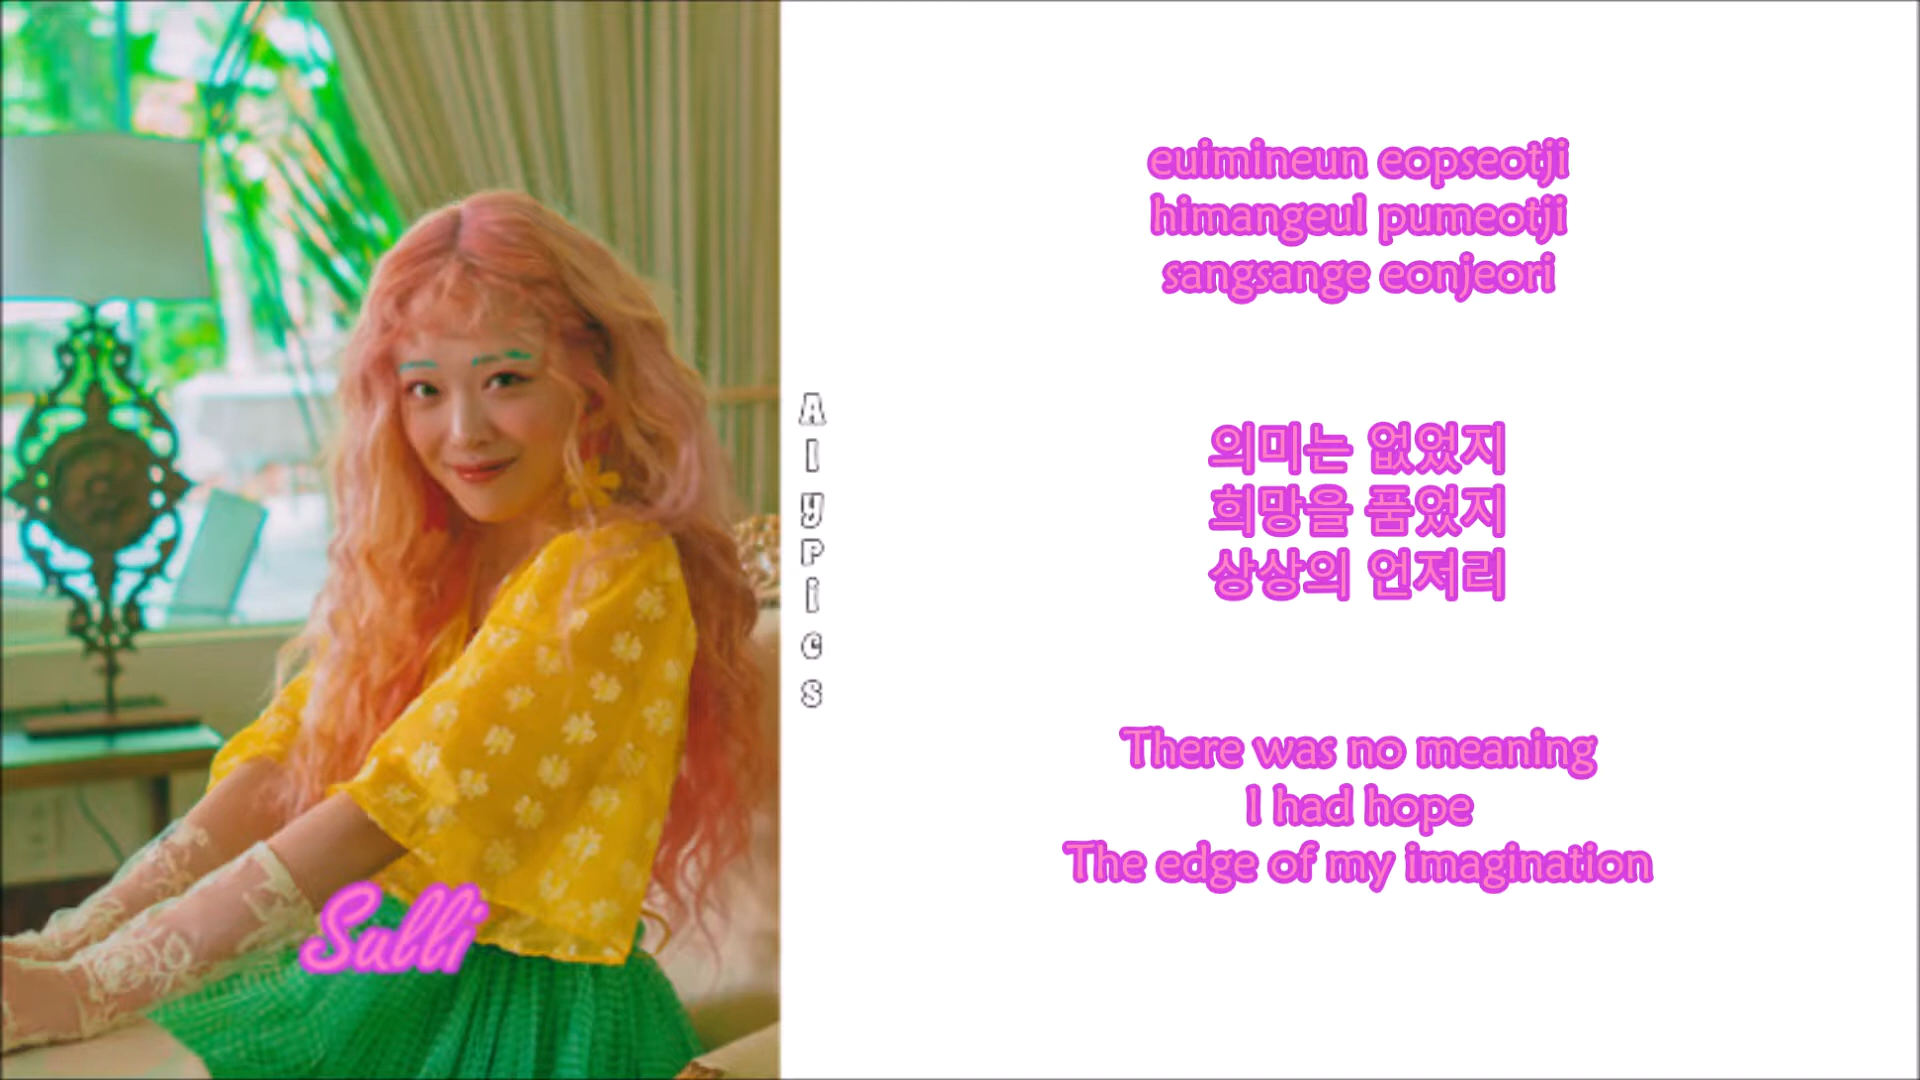 euimineun eopseotji
himangeul pumeotji
sangsange eonjeori
의미는 없었지
희망을 품었지
상상의 언저리
There was no meaning
I had hope
The edge of my imagination
Sulli
AlyPics